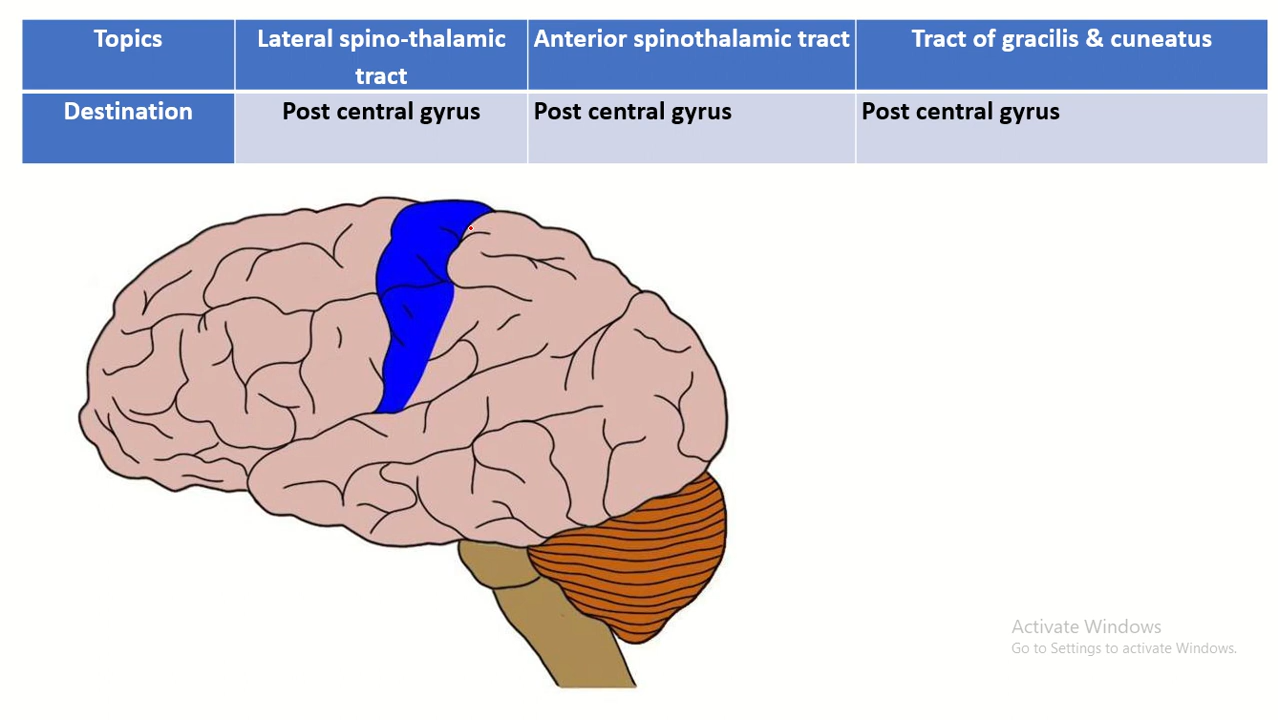 Topics
Lateral spino-thalamic
tract
Anterior spinothalamic tract
Tract of gracilis & cuneatus
Destination
Post central gyrus
Post central gyrus
Post central gyrus
Activate Windows
Go to Settings to activate Windows.